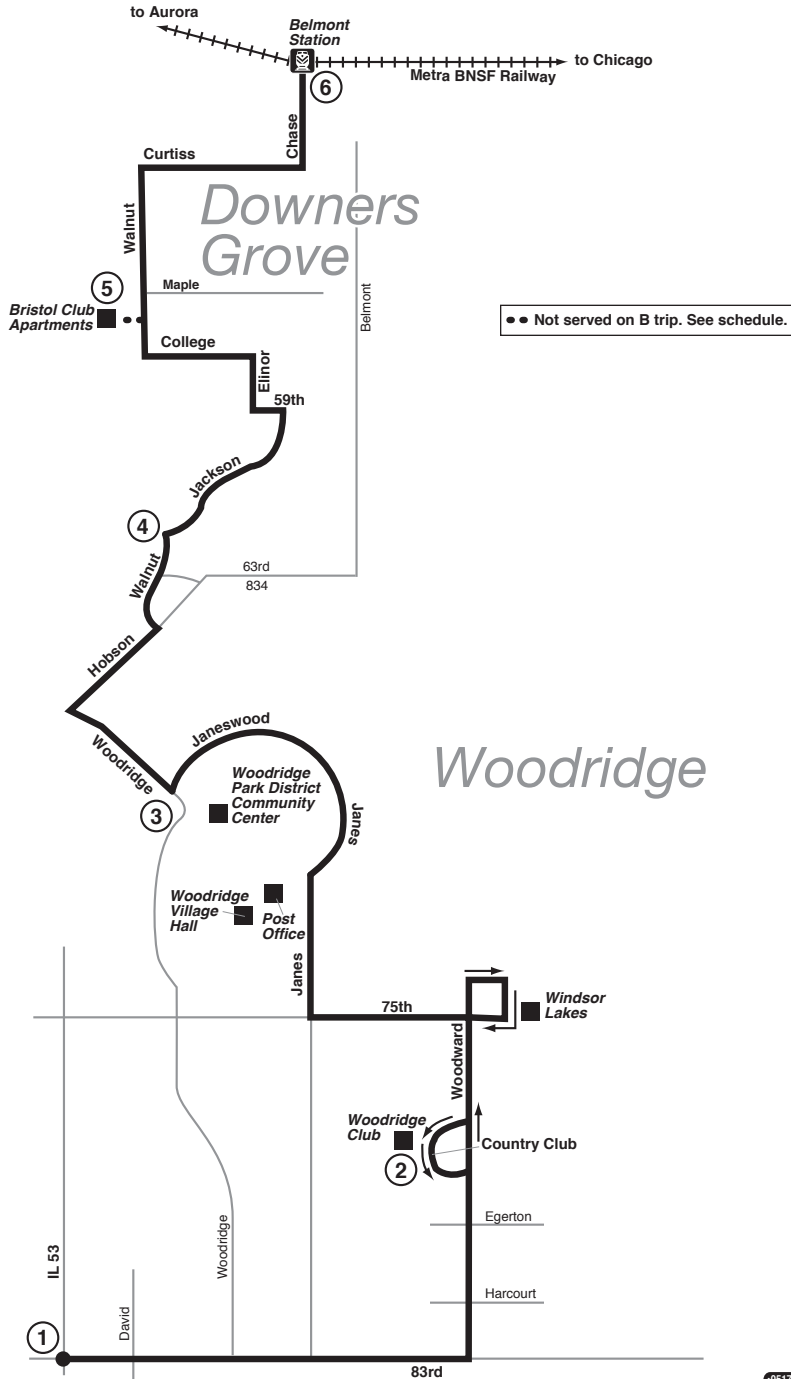 to Aurora
Belmont
Station
to Chicago
Metra BNSF Railway
6
Chase
Curtiss
Downers
Grove
Walnut
5
Maple
Bristol Club
Apartments
Belmont
•• Not served on B trip. See schedule.
College
Elinor
59th
Jackson
4
Walnut
63rd
834
Hobson
Janeswood
Woodridge
Woodridge
3
Woodridge
Park District
Community
Center
Janes
Woodridge
Village
Hall
Post
Office
Janes
75th
Windsor
Lakes
Woodward
Woodridge
Club
2
Country Club
Egerton
Woodridge
IL 53
Harcourt
David
1
83rd